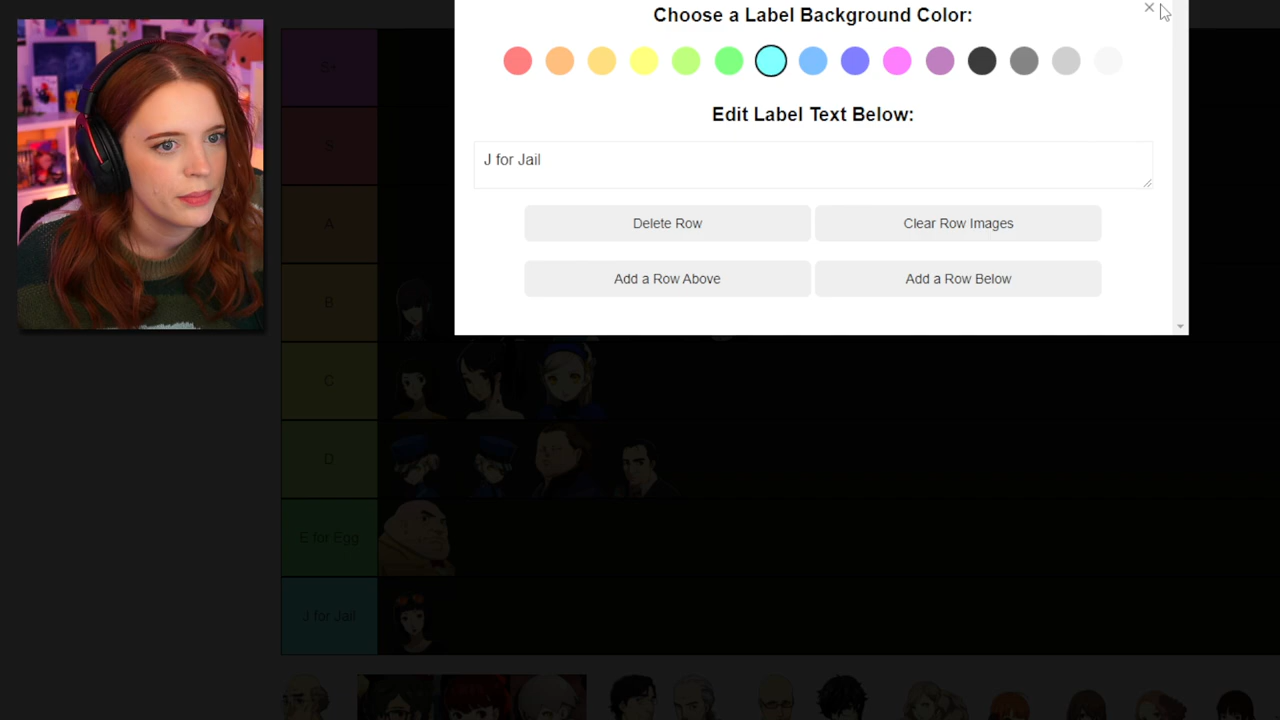 Choose a Label Background Color:
Edit Label Text Below:
J for Jail
Delete Row
Clear Row Images
Add a Row Above
Add a Row Below
S+
S
A
B
C
D
E for Egg
J for Jail